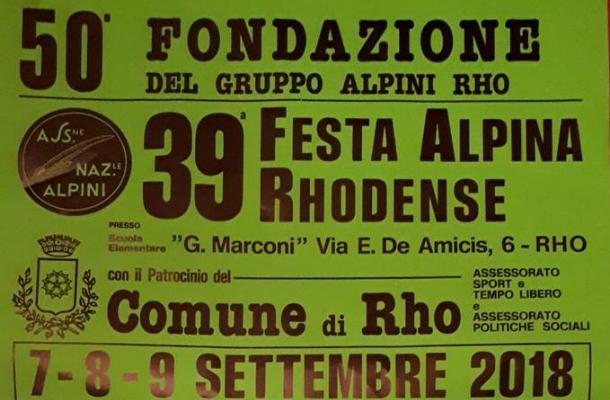 50° FONDAZIONE
DEL GRUPPO ALPINI RHO
ASS.NE
NAZ.LE
ALPINI
39ª FESTA ALPINA
RHODENSE
PRESSO
Scuola
Elementare "G. Marconi" Via E. De Amicis, 6 - RHO
con il Patrocinio del
Comune di Rho
ASSESSORATO
SPORT e
TEMPO LIBERO
e
ASSESSORATO
POLITICHE SOCIALI
7 - 8 - 9 SETTEMBRE 2018